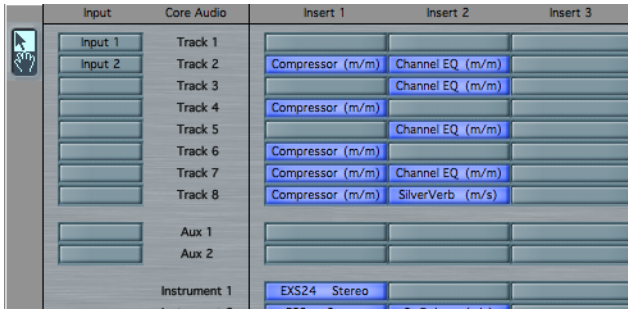 Input Core Audio Insert 1 Insert 2 Insert 3
Input 1 Track 1
Input 2 Track 2 Compressor (m/m) Channel EQ (m/m)
Track 3 Channel EQ (m/m)
Track 4 Compressor (m/m)
Track 5 Channel EQ (m/m)
Track 6 Compressor (m/m)
Track 7 Compressor (m/m) Channel EQ (m/m)
Track 8 Compressor (m/m) SilverVerb (m/s)
Aux 1
Aux 2
Instrument 1 EXS24 Stereo